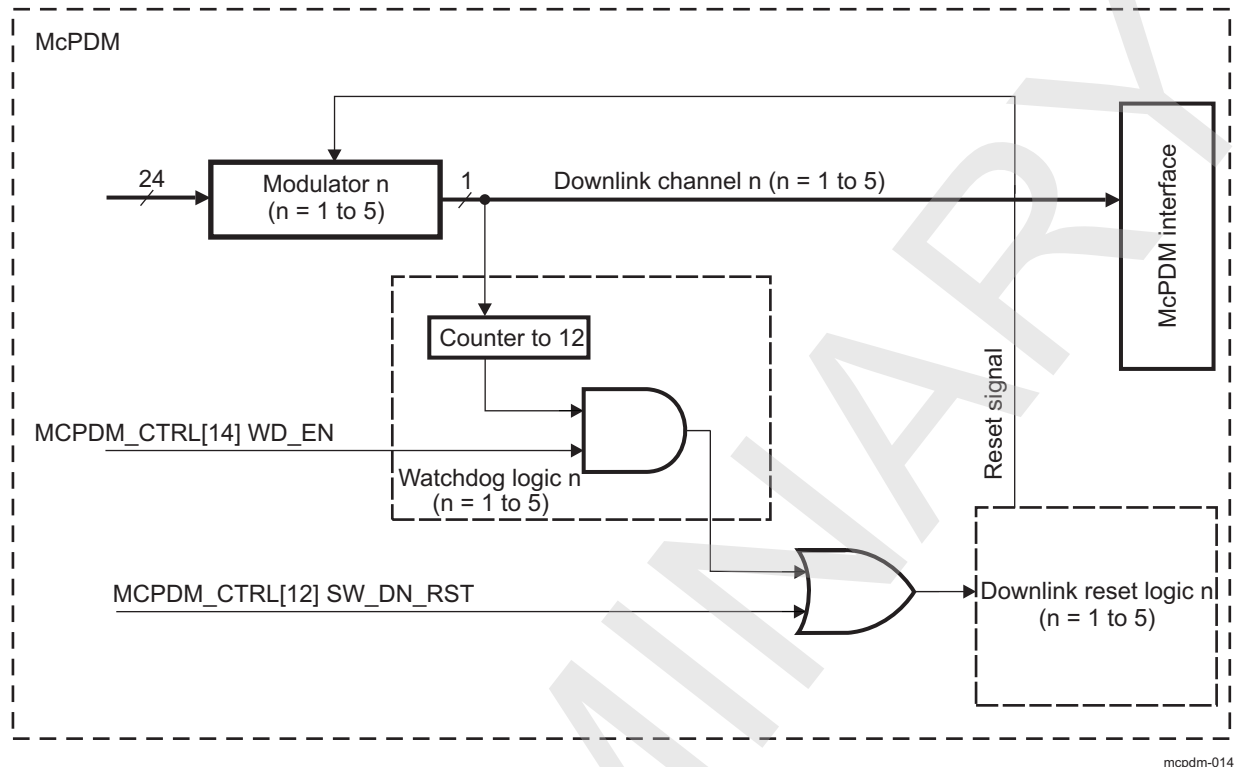 McPDM
24
Modulator n
(n = 1 to 5)
1
Downlink channel n (n = 1 to 5)
McPDM interface
Counter to 12
MCPDM_CTRL[14] WD_EN
Watchdog logic n
(n = 1 to 5)
Reset signal
MCPDM_CTRL[12] SW_DN_RST
Downlink reset logic n
(n = 1 to 5)
mcpdm-014
MINARY